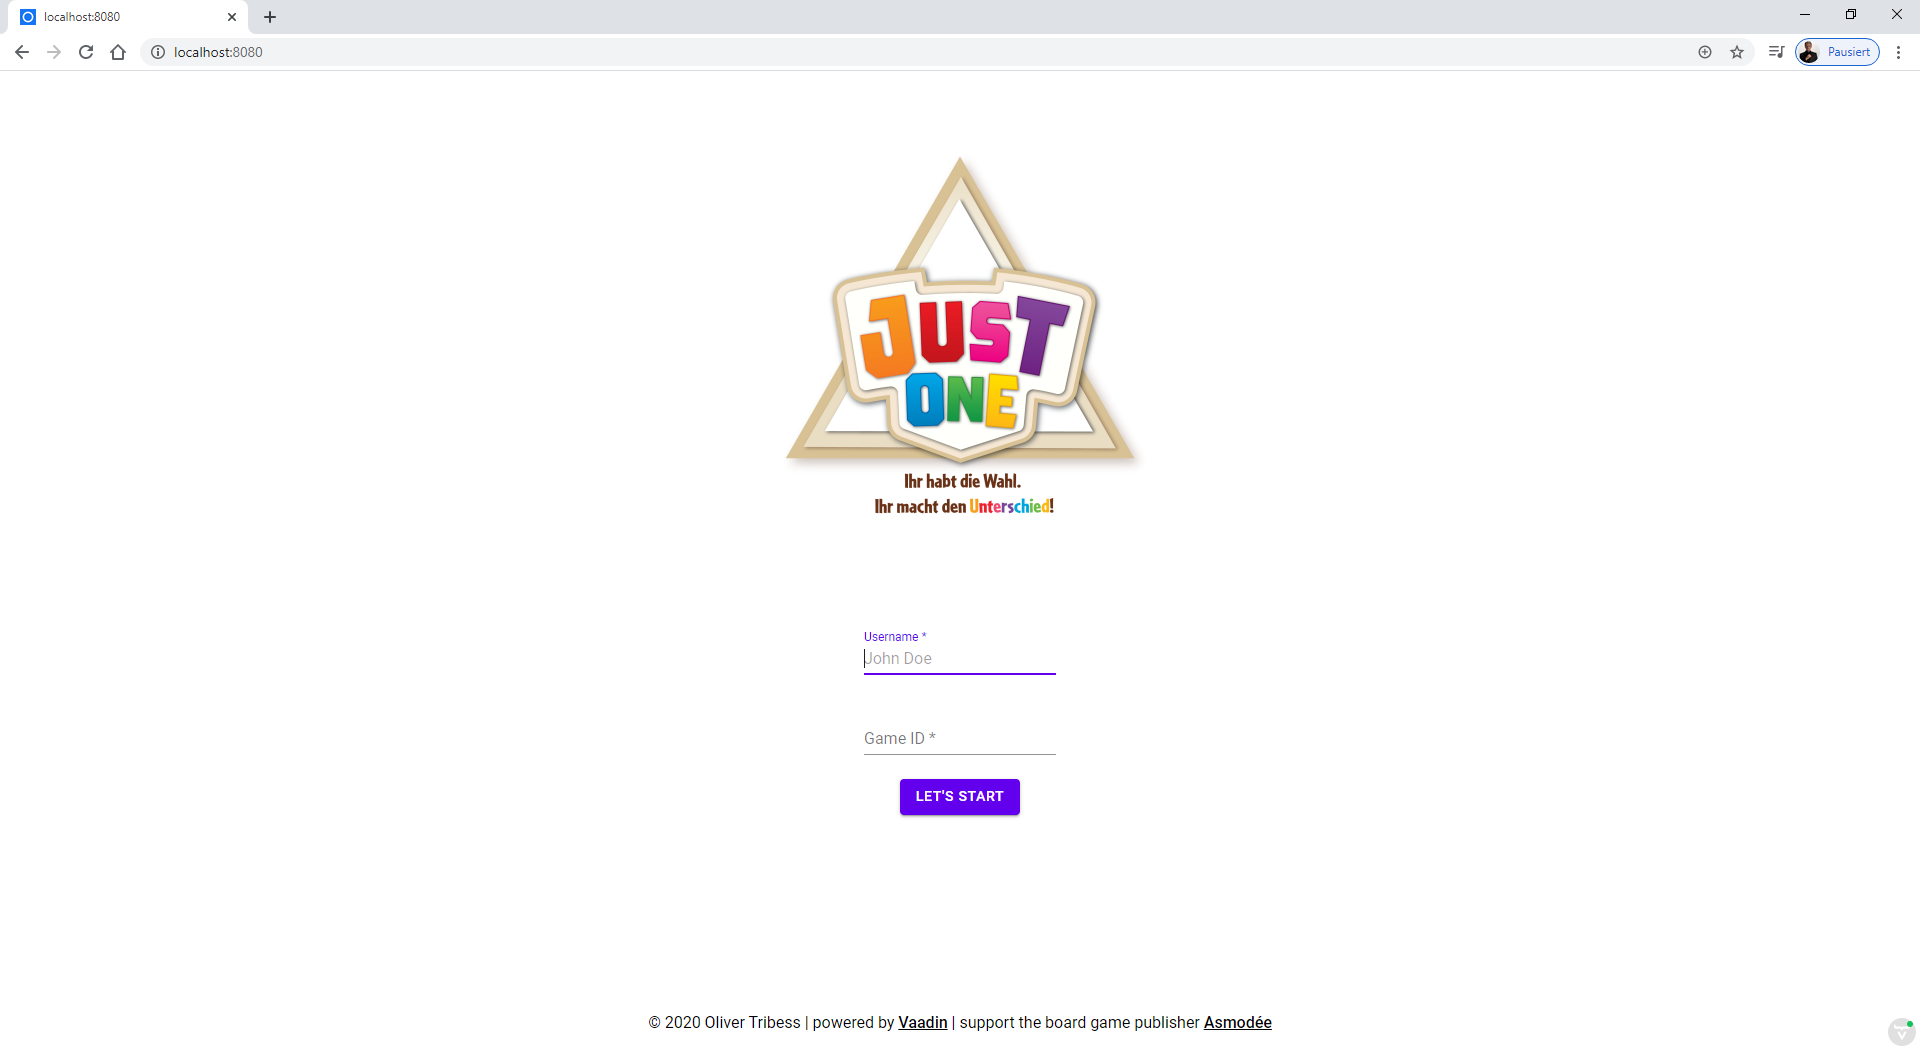 localhost:8080
localhost:8080
Pausiert
JUST
ONE
Ihr habt die Wahl.
Ihr macht den Unterschied!
Username *
John Doe
Game ID *
LET'S START
© 2020 Oliver Tribess | powered by Vaadin | support the board game publisher Asmodée